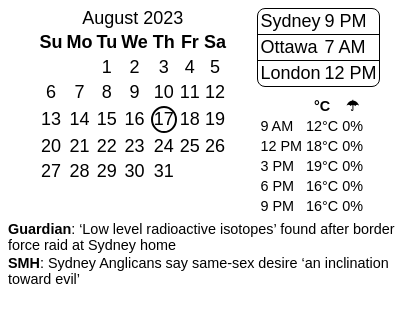 August 2023
Su Mo Tu We Th Fr Sa
1 2 3 4 5
6 7 8 9 10 11 12
13 14 15 16 17 18 19
20 21 22 23 24 25 26
27 28 29 30 31
Sydney 9 PM
Ottawa 7 AM
London 12 PM
°C ☂
9 AM 12°C 0%
12 PM 18°C 0%
3 PM 19°C 0%
6 PM 16°C 0%
9 PM 16°C 0%
Guardian: ‘Low level radioactive isotopes’ found after border
force raid at Sydney home
SMH: Sydney Anglicans say same-sex desire ‘an inclination
toward evil’